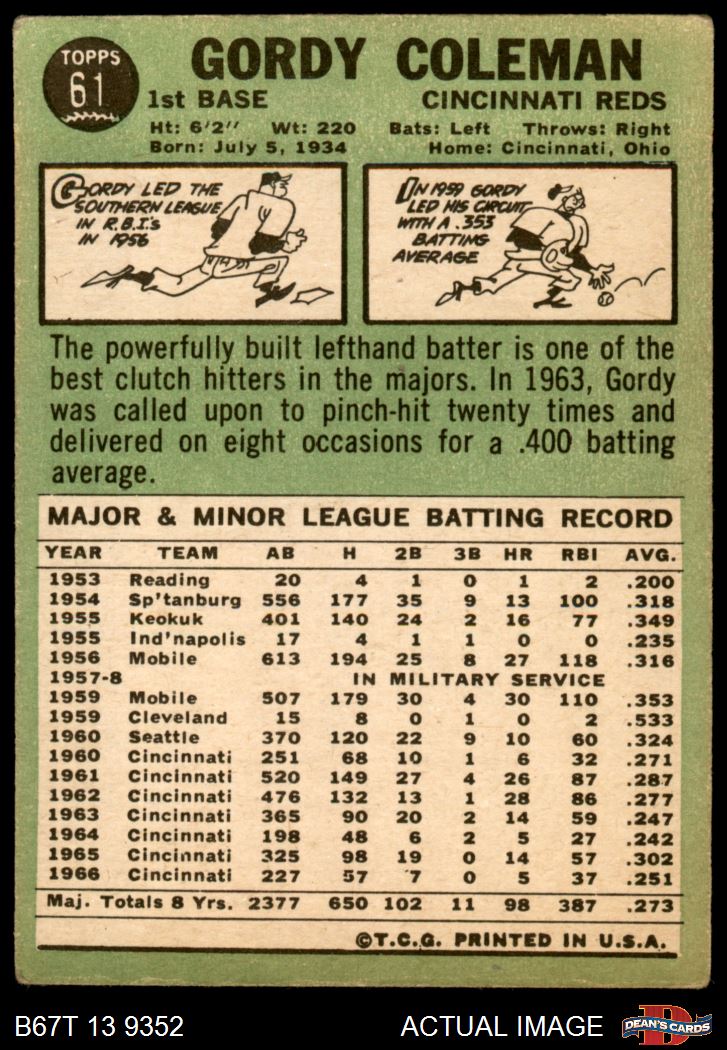 TOPPS
61
GORDY COLEMAN
1st BASE CINCINNATI REDS
Ht: 6'2" Wt: 220 Bats: Left Throws: Right
Born: July 5, 1934 Home: Cincinnati, Ohio
GORDY LED THE
SOUTHERN LEAGUE
IN R.B.I.'s
IN 1956
IN 1959 GORDY
LED HIS CIRCUIT
WITH A .353
BATTING
AVERAGE
The powerfully built lefthand batter is one of the
best clutch hitters in the majors. In 1963, Gordy
was called upon to pinch-hit twenty times and
delivered on eight occasions for a .400 batting
average.
MAJOR & MINOR LEAGUE BATTING RECORD
YEAR TEAM AB H 2B 3B HR RBI AVG.
1953 Reading 20 4 1 0 1 2 .200
1954 Sp'tanburg 556 177 35 9 13 100 .318
1955 Keokuk 401 140 24 2 16 77 .349
1955 Ind'napolis 17 4 1 1 0 0 .235
1956 Mobile 613 194 25 8 27 118 .316
1957-8 IN MILITARY SERVICE
1959 Mobile 507 179 30 4 30 110 .353
1959 Cleveland 15 8 0 1 0 2 .533
1960 Seattle 370 120 22 9 10 60 .324
1960 Cincinnati 251 68 10 1 6 32 .271
1961 Cincinnati 520 149 27 4 26 87 .287
1962 Cincinnati 476 132 13 1 28 86 .277
1963 Cincinnati 365 90 20 2 14 59 .247
1964 Cincinnati 198 48 6 2 5 27 .242
1965 Cincinnati 325 98 19 0 14 57 .302
1966 Cincinnati 227 57 7 0 5 37 .251
Maj. Totals 8 Yrs. 2377 650 102 11 98 387 .273
©T.C.G. PRINTED IN U.S.A.
B67T 13 9352 ACTUAL IMAGE
D
DEAN'S CARDS